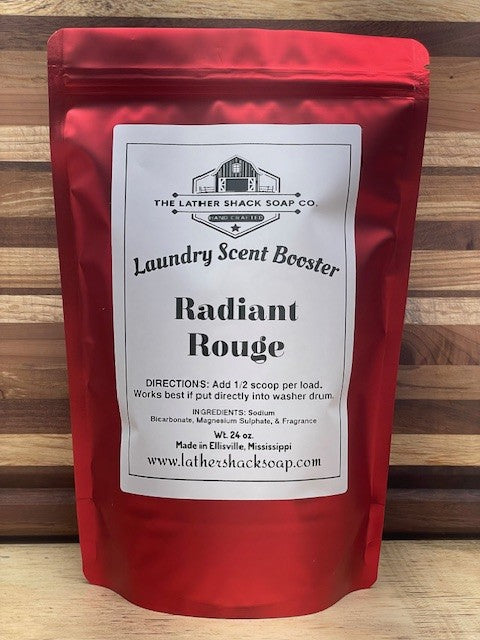 THE LATHER SHACK SOAP CO.
HAND CRAFTED
Laundry Scent Booster
Radiant
Rouge
DIRECTIONS: Add 1/2 scoop per load.
Works best if put directly into washer drum.
INGREDIENTS: Sodium
Bicarbonate, Magnesium Sulphate, & Fragrance
Wt. 24 oz.
Made in Ellisville, Mississippi
www.lathershacksoap.com